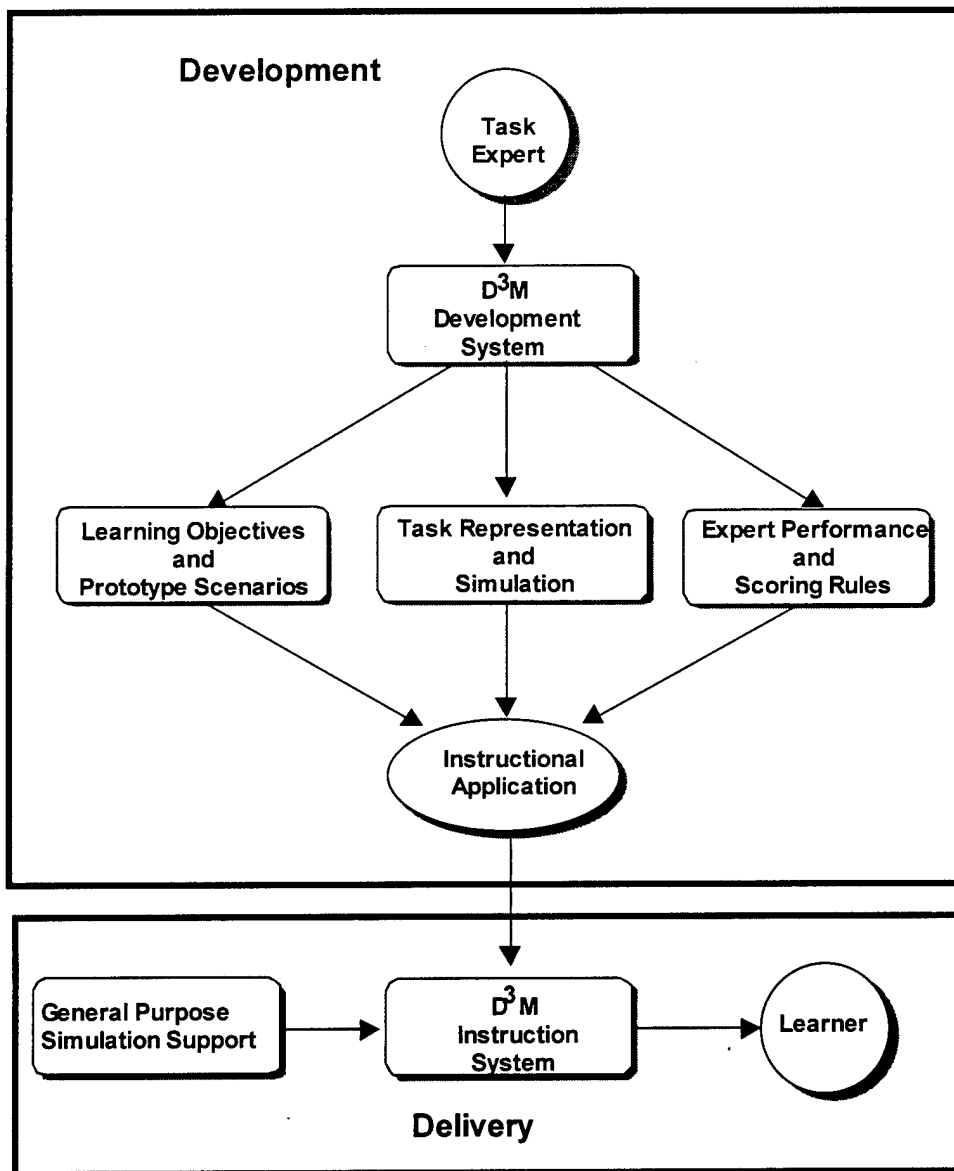 Development
Task
Expert
D³M
Development
System
Learning Objectives
and
Prototype Scenarios
Task Representation
and
Simulation
Expert Performance
and
Scoring Rules
Instructional
Application
General Purpose
Simulation Support
D³M
Instruction
System
Learner
Delivery